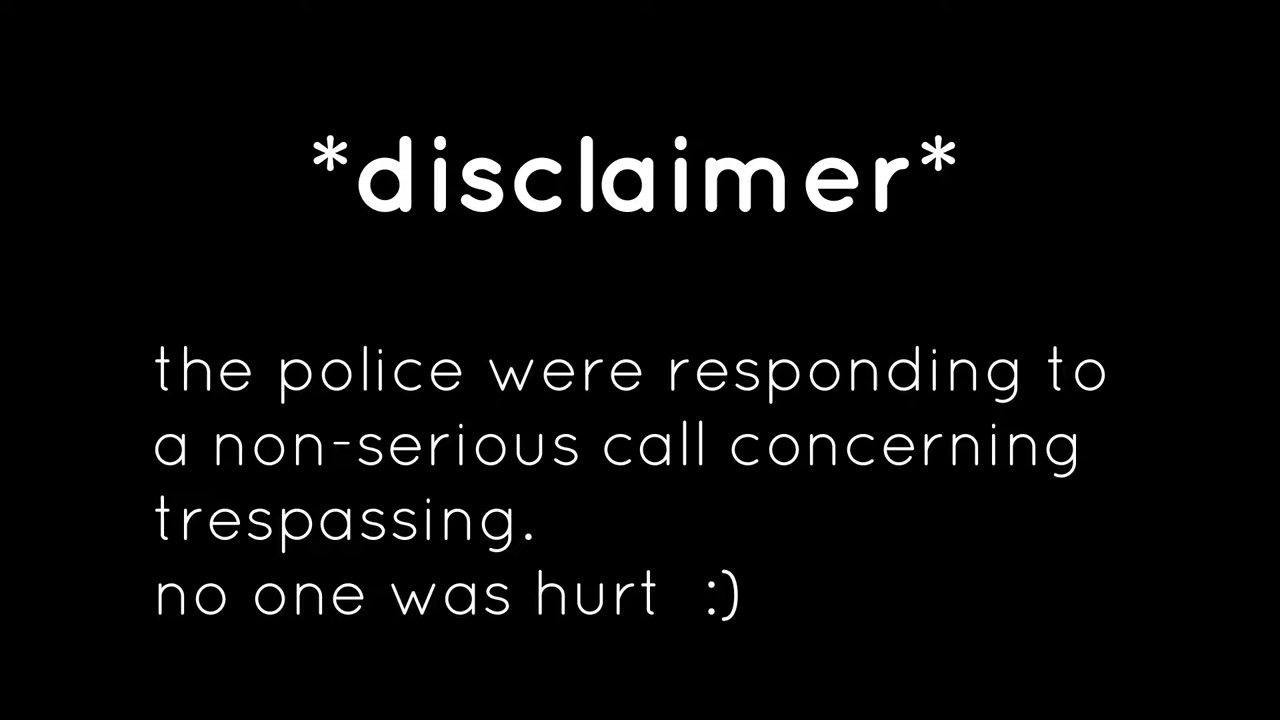 *disclaimer*
the police were responding to
a non-serious call concerning
trespassing.
no one was hurt :)